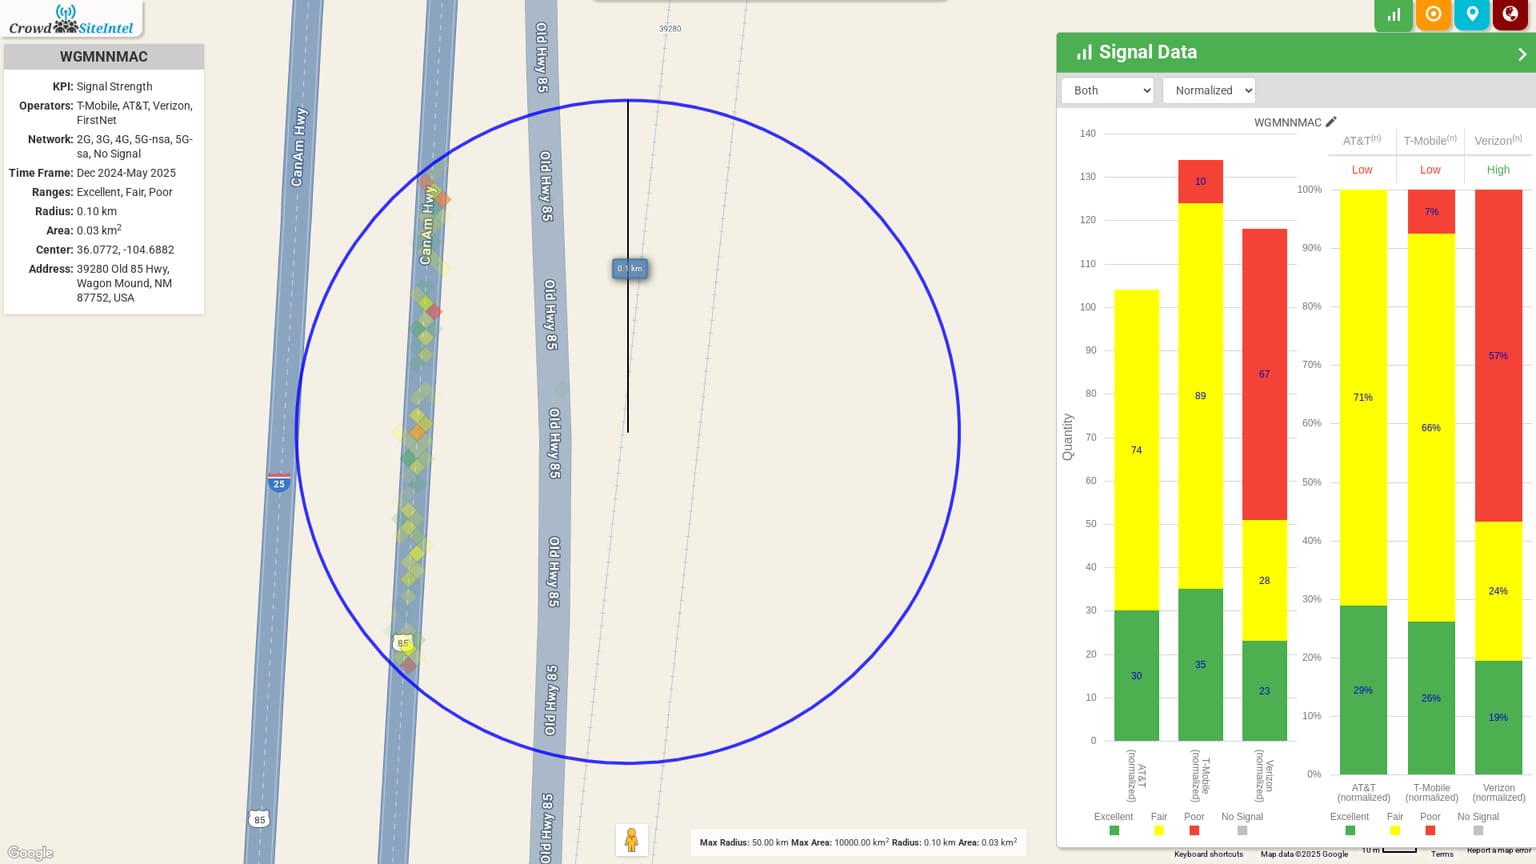 Crowd SiteIntel
WGMNNMAC
KPI: Signal Strength
Operators: T-Mobile, AT&T, Verizon,
FirstNet
Network: 2G, 3G, 4G, 5G-nsa, 5G-
sa, No Signal
Time Frame: Dec 2024-May 2025
Ranges: Excellent, Fair, Poor
Radius: 0.10 km
Area: 0.03 km²
Center: 36.0772, -104.6882
Address: 39280 Old 85 Hwy,
Wagon Mound, NM
87752, USA
39280
CanAm Hwy
CanAm Hwy
Old Hwy 85
Old Hwy 85
Old Hwy 85
Old Hwy 85
Old Hwy 85
Old Hwy 85
Old Hwy 85
0.1 km
25
85
85
Google
Max Radius: 50.00 km Max Area: 10000.00 km² Radius: 0.10 km Area: 0.03 km²
Signal Data
Both
Normalized
WGMNNMAC
Quantity
140
130
120
110
100
90
80
70
60
50
40
30
20
10
0
74
30
10
89
35
67
28
23
AT&T
(normalized)
T-Mobile
(normalized)
Verizon
(normalized)
Excellent Fair Poor No Signal
AT&T(n) T-Mobile(n) Verizon(n)
Low Low High
100%
90%
80%
70%
60%
50%
40%
30%
20%
10%
0%
71%
29%
7%
66%
26%
57%
24%
19%
AT&T
(normalized)
T-Mobile
(normalized)
Verizon
(normalized)
Excellent Fair Poor No Signal
Keyboard shortcuts Map data ©2025 Google 10 m Terms Report a map error